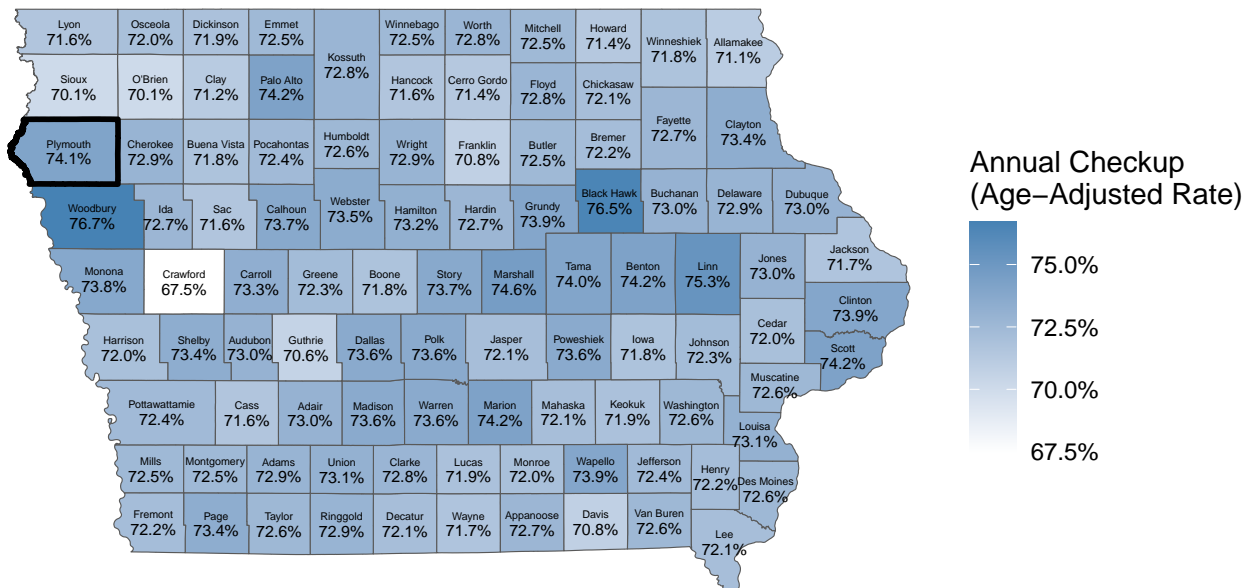 Lyon
71.6%
Osceola
72.0%
Dickinson
71.9%
Emmet
72.5%
Kossuth
72.8%
Winnebago
72.5%
Worth
72.8%
Mitchell
72.5%
Howard
71.4%
Winneshiek
71.8%
Allamakee
71.1%
Sioux
70.1%
O'Brien
70.1%
Clay
71.2%
Palo Alto
74.2%
Hancock
71.6%
Cerro Gordo
71.4%
Floyd
72.8%
Chickasaw
72.1%
Fayette
72.7%
Clayton
73.4%
Plymouth
74.1%
Cherokee
72.9%
Buena Vista
71.8%
Pocahontas
72.4%
Humboldt
72.6%
Wright
72.9%
Franklin
70.8%
Butler
72.5%
Bremer
72.2%
Woodbury
76.7%
Ida
72.7%
Sac
71.6%
Calhoun
73.7%
Webster
73.5%
Hamilton
73.2%
Hardin
72.7%
Grundy
73.9%
Black Hawk
76.5%
Buchanan
73.0%
Delaware
72.9%
Dubuque
73.0%
Monona
73.8%
Crawford
67.5%
Carroll
73.3%
Greene
72.3%
Boone
71.8%
Story
73.7%
Marshall
74.6%
Tama
74.0%
Benton
74.2%
Linn
75.3%
Jones
73.0%
Jackson
71.7%
Clinton
73.9%
Harrison
72.0%
Shelby
73.4%
Audubon
73.0%
Guthrie
70.6%
Dallas
73.6%
Polk
73.6%
Jasper
72.1%
Poweshiek
73.6%
Iowa
71.8%
Johnson
72.3%
Cedar
72.0%
Scott
74.2%
Muscatine
72.6%
Pottawattamie
72.4%
Cass
71.6%
Adair
73.0%
Madison
73.6%
Warren
73.6%
Marion
74.2%
Mahaska
72.1%
Keokuk
71.9%
Washington
72.6%
Louisa
73.1%
Mills
72.5%
Montgomery
72.5%
Adams
72.9%
Union
73.1%
Clarke
72.8%
Lucas
71.9%
Monroe
72.0%
Wapello
73.9%
Jefferson
72.4%
Henry
72.2%
Des Moines
72.6%
Fremont
72.2%
Page
73.4%
Taylor
72.6%
Ringgold
72.9%
Decatur
72.1%
Wayne
71.7%
Appanoose
72.7%
Davis
70.8%
Van Buren
72.6%
Lee
72.1%
Annual Checkup
(Age−Adjusted Rate)
75.0%
72.5%
70.0%
67.5%